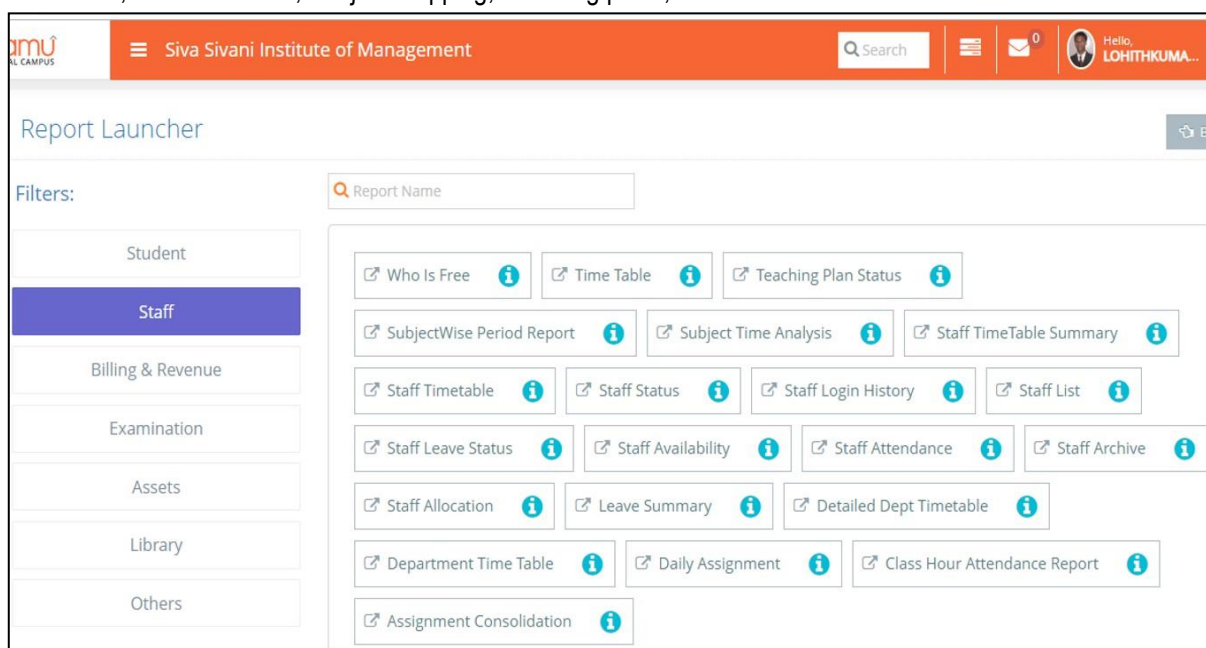 amû
AL CAMPUS
Siva Sivani Institute of Management
Search
0
Hello,
LOHITHKUMA...
Report Launcher
Filters:
Report Name
Student
Staff
Billing & Revenue
Examination
Assets
Library
Others
Who Is Free
Time Table
Teaching Plan Status
SubjectWise Period Report
Subject Time Analysis
Staff TimeTable Summary
Staff Timetable
Staff Status
Staff Login History
Staff List
Staff Leave Status
Staff Availability
Staff Attendance
Staff Archive
Staff Allocation
Leave Summary
Detailed Dept Timetable
Department Time Table
Daily Assignment
Class Hour Attendance Report
Assignment Consolidation